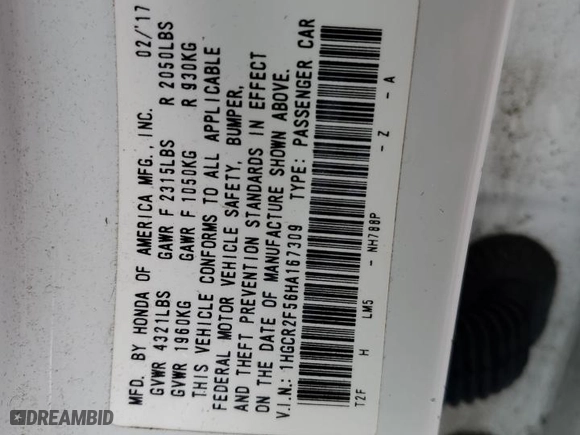 MFD. BY HONDA OF AMERICA MFG., INC. 02/'17
GVWR 4321LBS GAWR F 2315LBS R 2050LBS
GVWR 1960KG GAWR F 1050KG R 930KG
THIS VEHICLE CONFORMS TO ALL APPLICABLE
FEDERAL MOTOR VEHICLE SAFETY, BUMPER,
AND THEFT PREVENTION STANDARDS IN EFFECT
ON THE DATE OF MANUFACTURE SHOWN ABOVE.
V.I.N.: 1HGCR2F56HA167309 TYPE: PASSENGER CAR
T2F H LM5 - NH788P - Z - A
DREAMBID